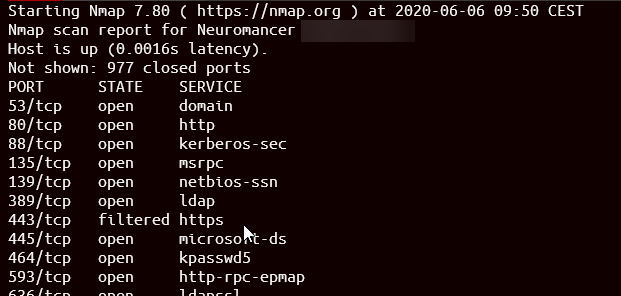 Starting Nmap 7.80 ( https://nmap.org ) at 2020-06-06 09:50 CEST
Nmap scan report for Neuromancer
Host is up (0.0016s latency).
Not shown: 977 closed ports
PORT STATE SERVICE
53/tcp open domain
80/tcp open http
88/tcp open kerberos-sec
135/tcp open msrpc
139/tcp open netbios-ssn
389/tcp open ldap
443/tcp filtered https
445/tcp open microsoft-ds
464/tcp open kpasswd5
593/tcp open http-rpc-epmap
636/tcp open ldapssl